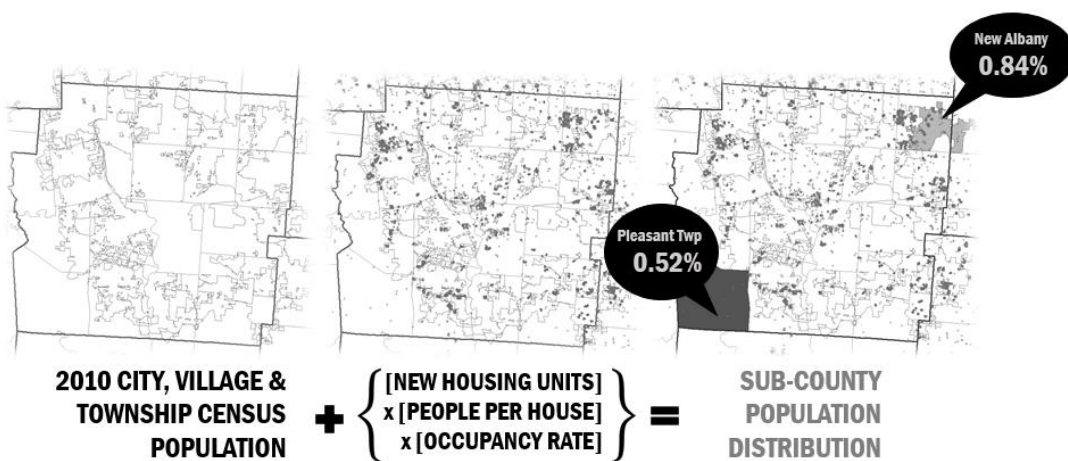 New Albany
0.84%
Pleasant Twp
0.52%
2010 CITY, VILLAGE &
TOWNSHIP CENSUS
POPULATION
+
{[NEW HOUSING UNITS]
x [PEOPLE PER HOUSE]
x [OCCUPANCY RATE]}
=
SUB-COUNTY
POPULATION
DISTRIBUTION